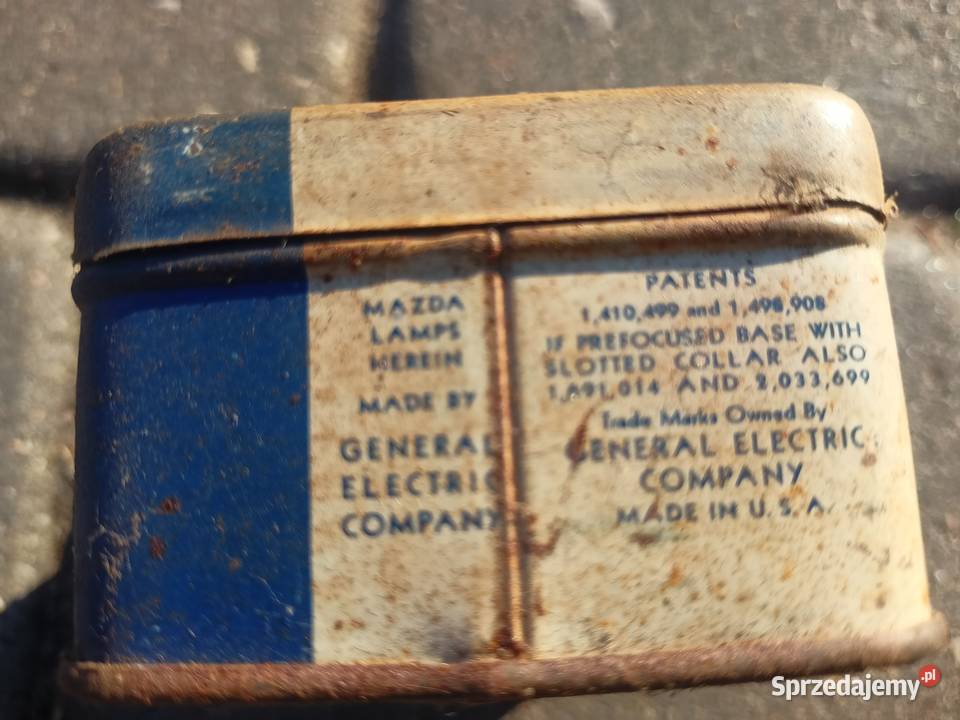 MAZDA
LAMPS
HEREIN
MADE BY
GENERAL
ELECTRIC
COMPANY
PATENTS
1,410,499 and 1,498,908
IF PREFOCUSED BASE WITH
SLOTTED COLLAR ALSO
1,691,014 AND 2,033,699
Trade Marks Owned By
GENERAL ELECTRIC
COMPANY
MADE IN U.S.A.
Sprzedajemy.pl